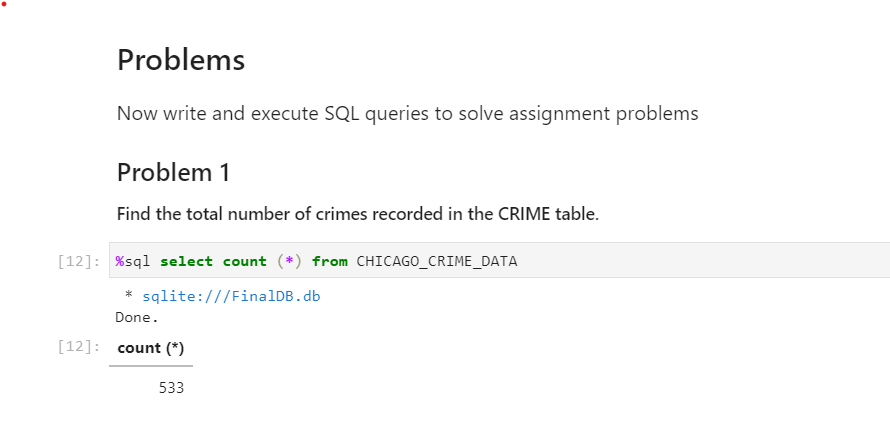 Problems
Now write and execute SQL queries to solve assignment problems
Problem 1
Find the total number of crimes recorded in the CRIME table.
[12]: %sql select count (*) from CHICAGO_CRIME_DATA
* sqlite:///FinalDB.db
Done.
[12]: count (*)
533